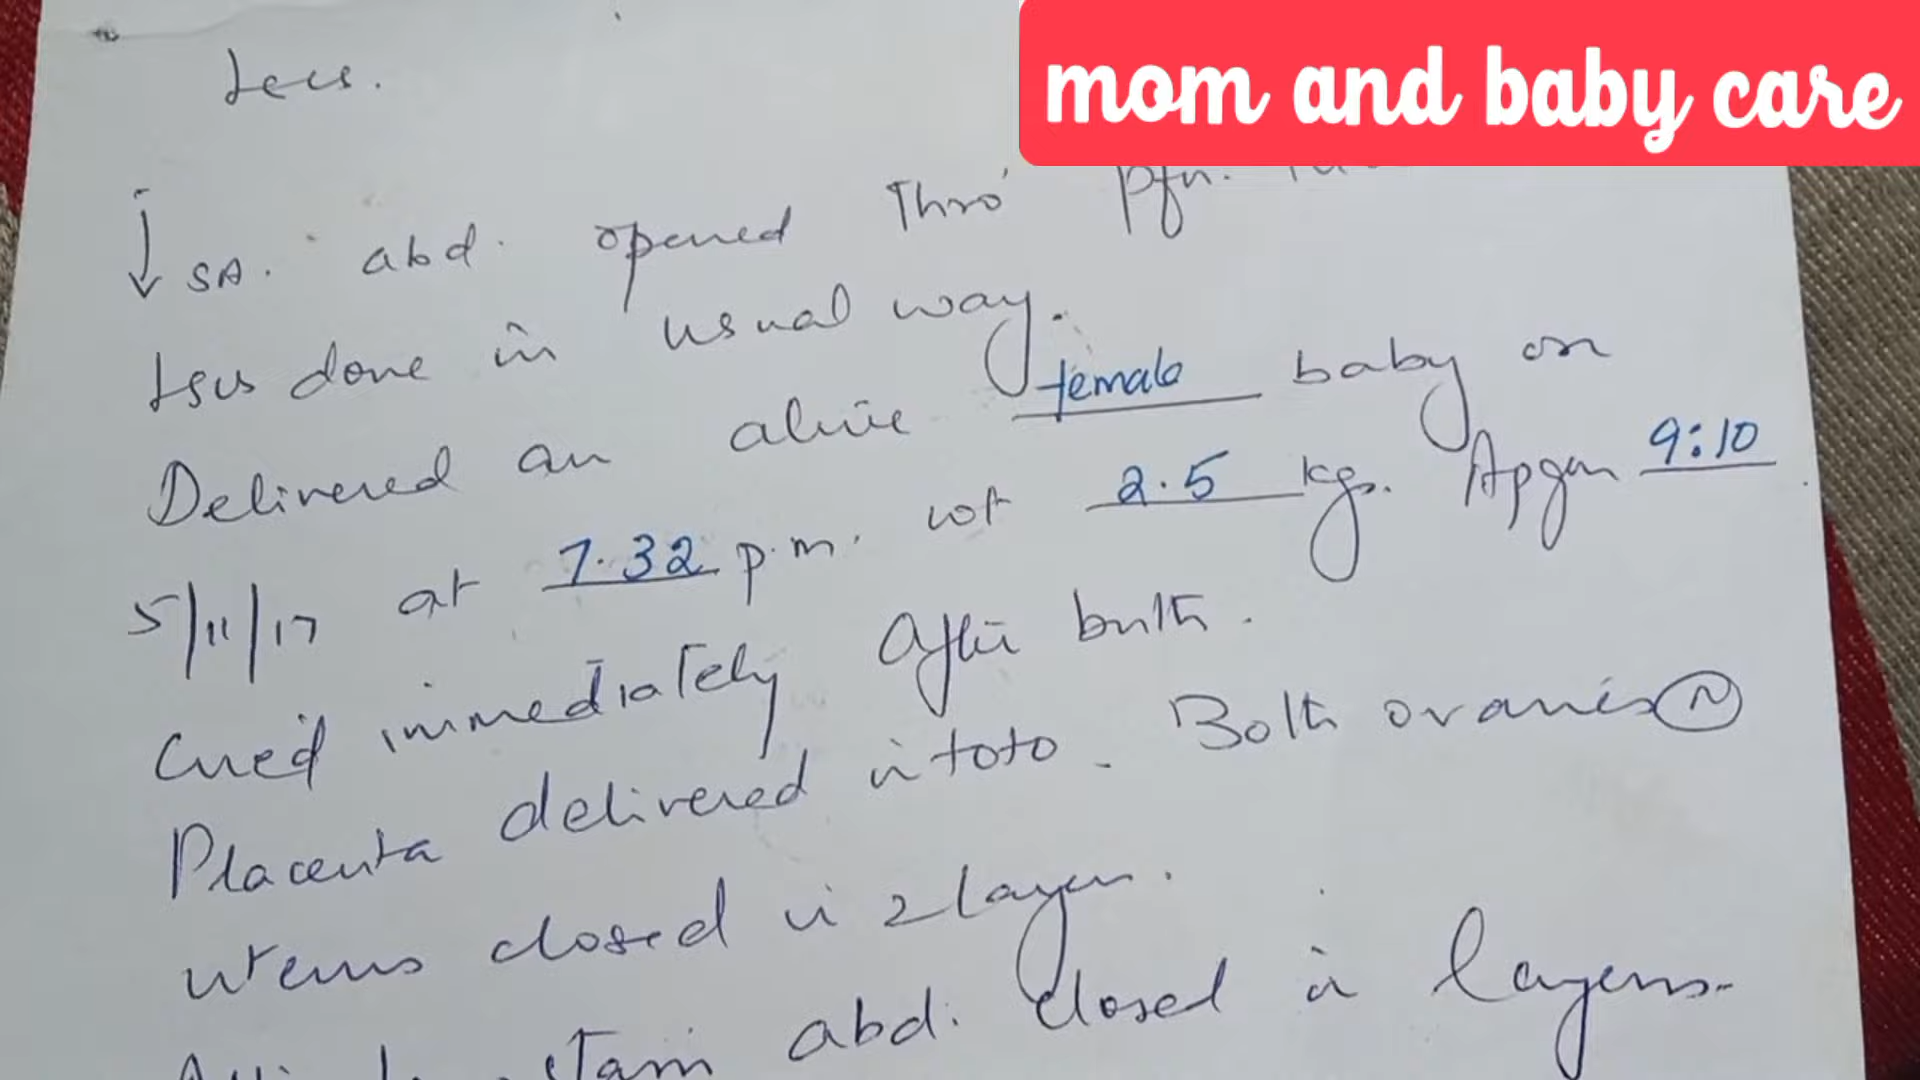 mom and baby care
Lscs.
↓ SA. abd. opened Thro' pfn.
Lscs done in usual way.
Delivered an alive female baby on
5/11/17 at 7.32 p.m. wt 2.5 kgs. Apgar 9:10
Cried immediately After birth.
Placenta delivered in toto. Both ovaries Ⓝ
uterus closed in 2 layers.
abd. closed in layers.